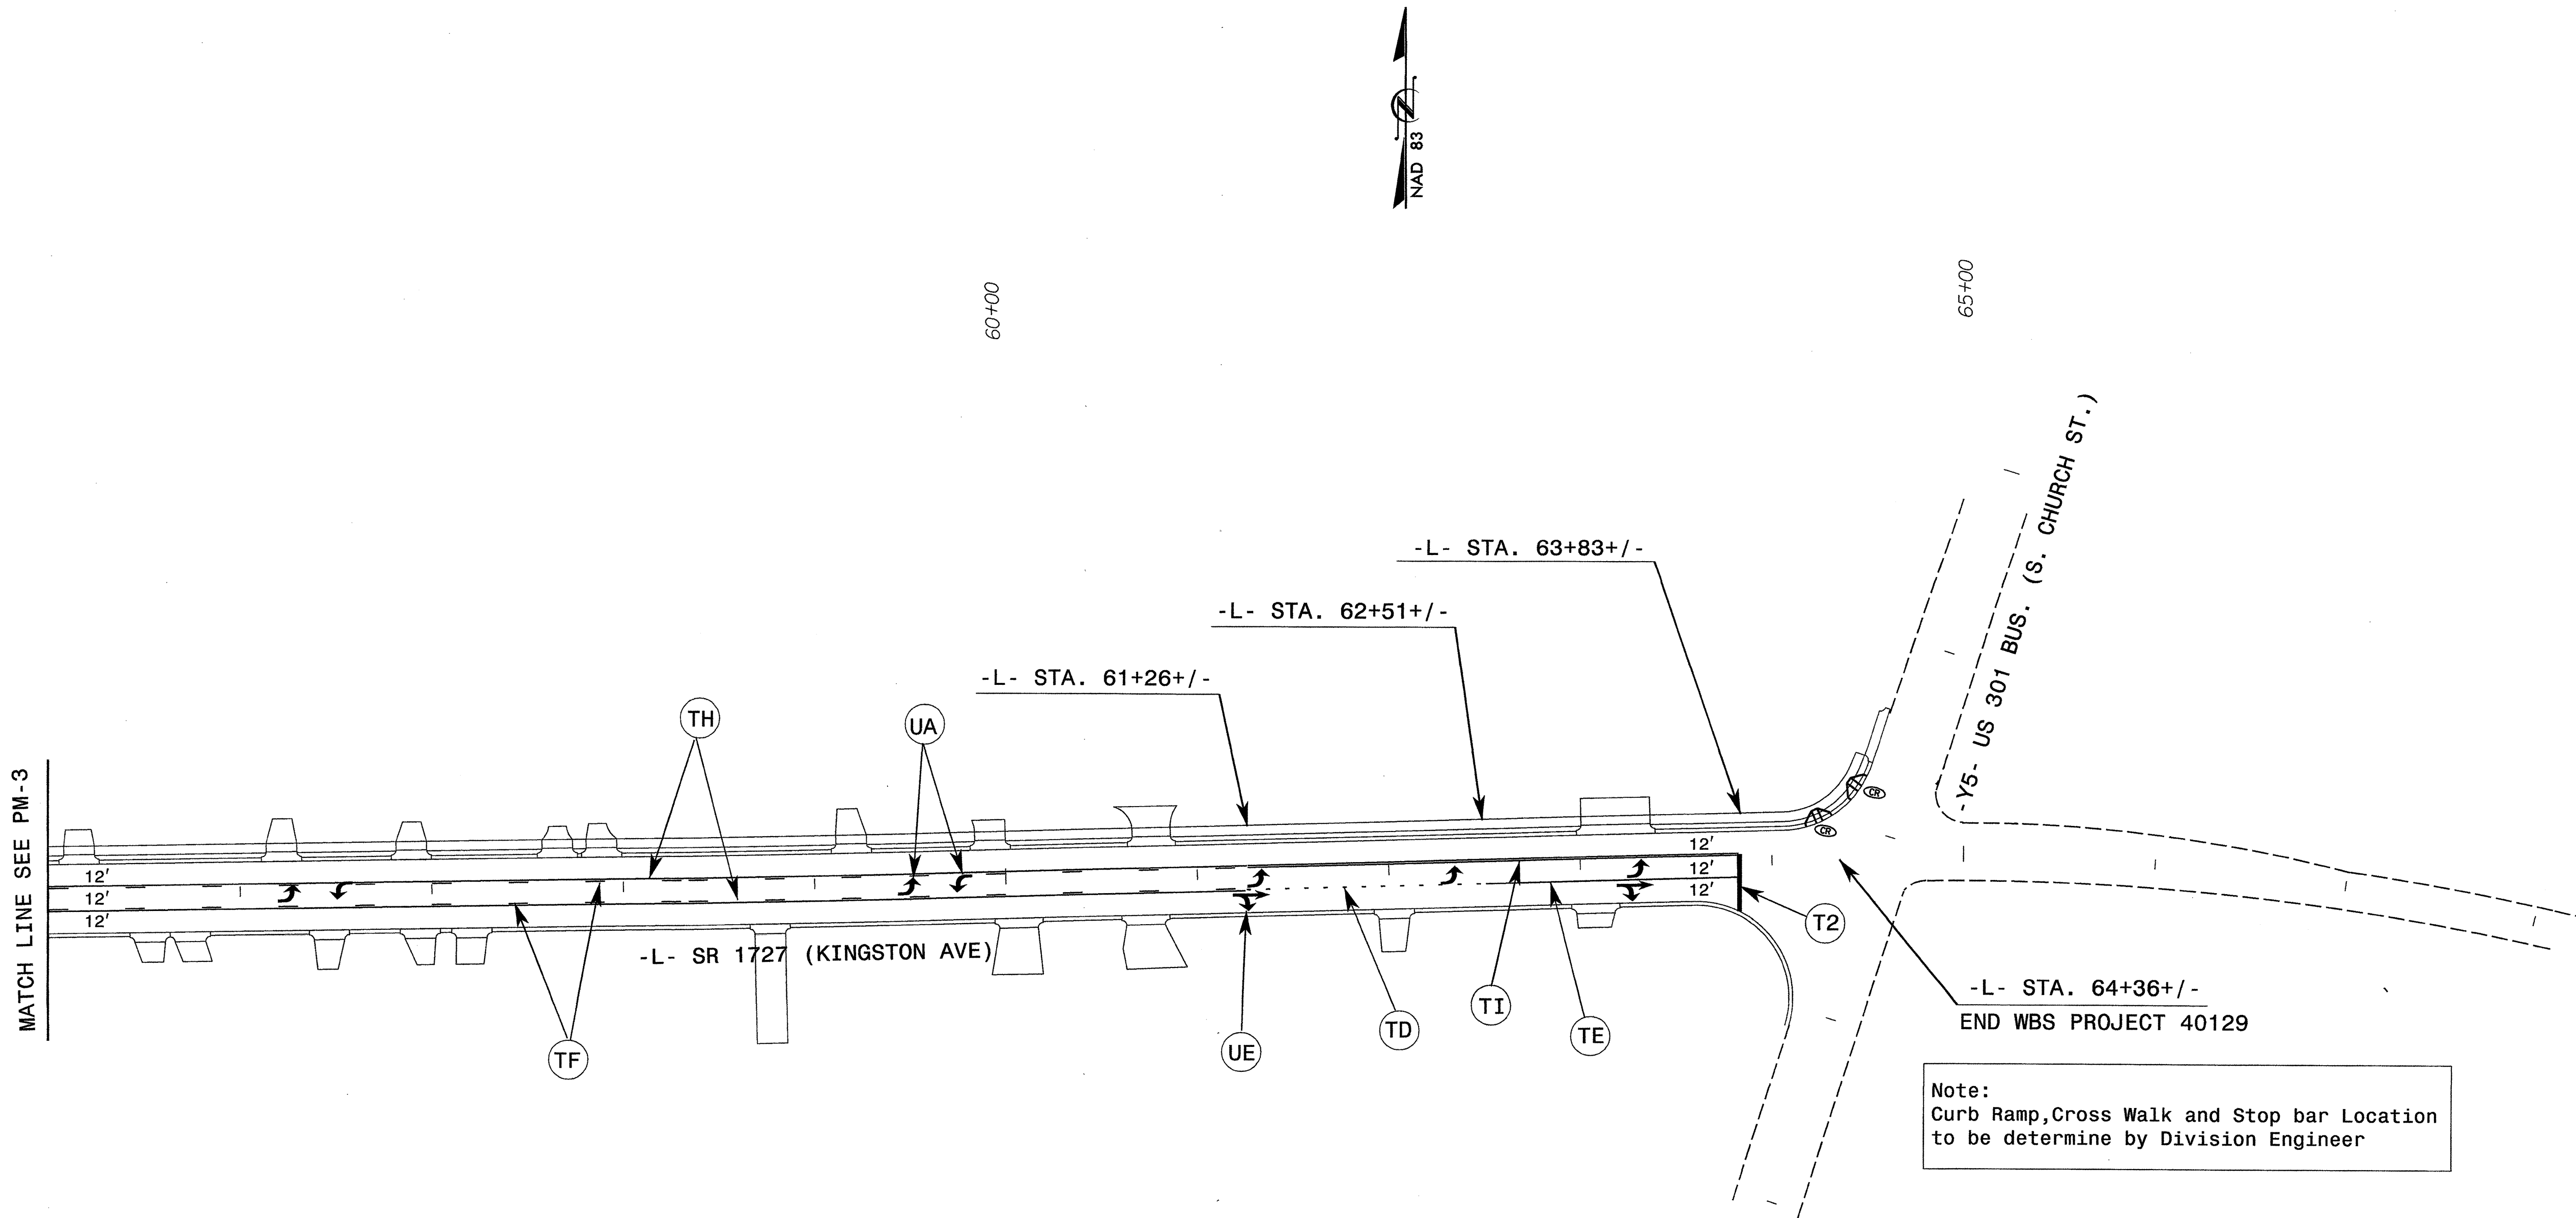 N
NAD 83
60+00
65+00
-L- STA. 63+83+/-
-L- STA. 62+51+/-
-L- STA. 61+26+/-
-Y5- US 301 BUS. (S. CHURCH ST.)
TH
UA
MATCH LINE SEE PM-3
CR
CR
12'
12'
12'
12'
12'
12'
-L- SR 1727 (KINGSTON AVE)
T2
TF
UE
TD
TI
TE
-L- STA. 64+36+/-
END WBS PROJECT 40129
Note:
Curb Ramp,Cross Walk and Stop bar Location
to be determine by Division Engineer